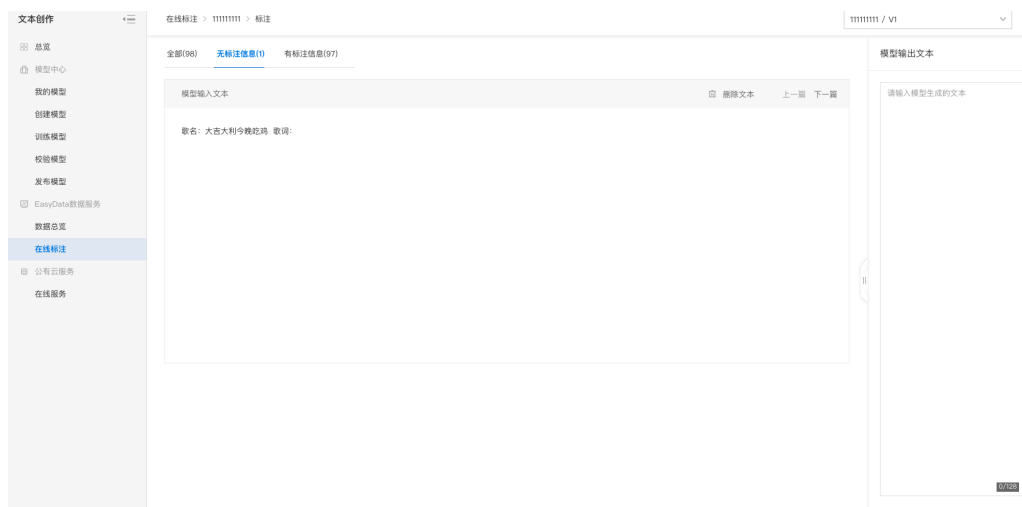 文本创作
总览
模型中心
我的模型
创建模型
训练模型
校验模型
发布模型
EasyData数据服务
数据总览
在线标注
公有云服务
在线服务
在线标注 > 111111111 > 标注
111111111 / V1
全部(98) 无标注信息(1) 有标注信息(97)
模型输入文本 删除文本 上一篇 下一篇
歌名：大吉大利今晚吃鸡 歌词：
模型输出文本
请输入模型生成的文本
0/128